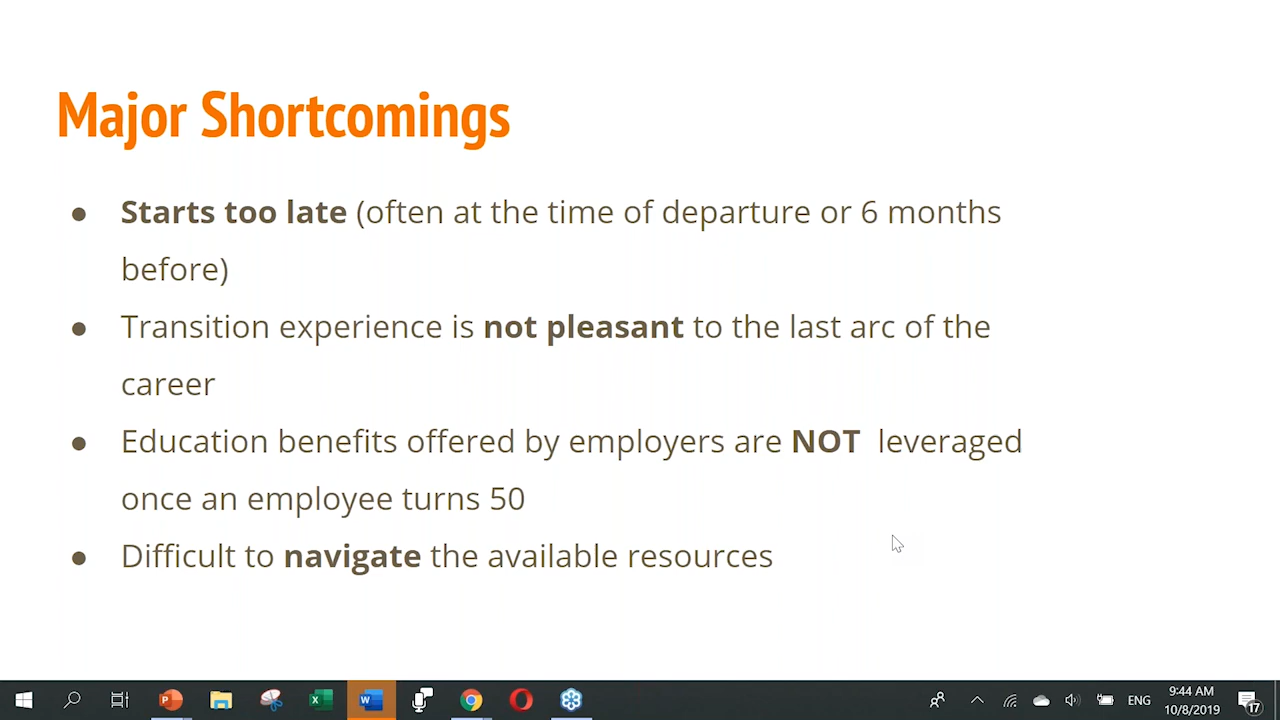 Major Shortcomings
● Starts too late (often at the time of departure or 6 months
before)
● Transition experience is not pleasant to the last arc of the
career
● Education benefits offered by employers are NOT leveraged
once an employee turns 50
● Difficult to navigate the available resources
ENG
9:44 AM
10/8/2019
17